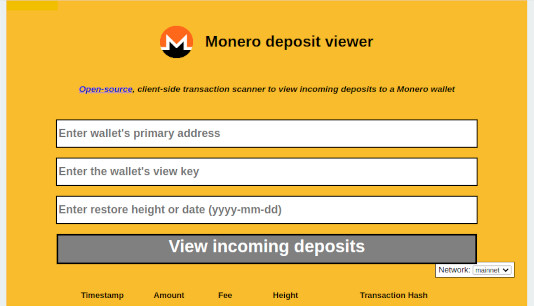 Monero deposit viewer
Open-source, client-side transaction scanner to view incoming deposits to a Monero wallet
Enter wallet's primary address
Enter the wallet's view key
Enter restore height or date (yyyy-mm-dd)
View incoming deposits
Network: mainnet
Timestamp Amount Fee Height Transaction Hash